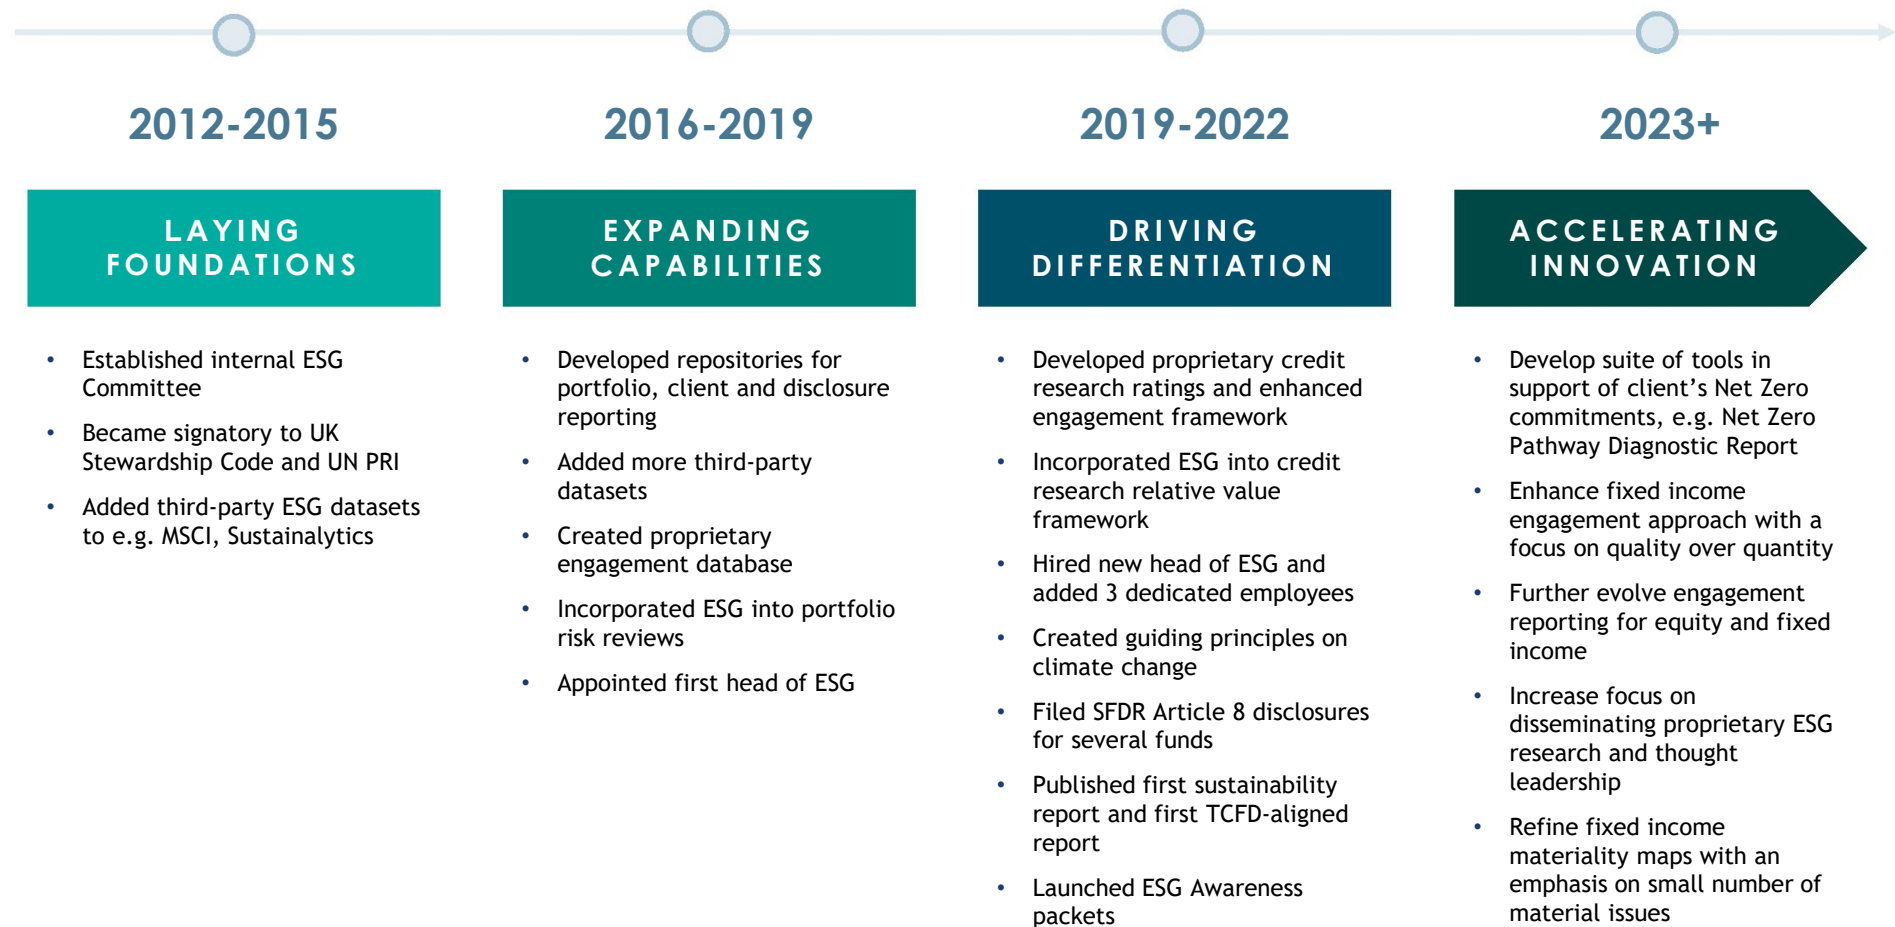 2012-2015
LAYING
FOUNDATIONS
• Established internal ESG
Committee
• Became signatory to UK
Stewardship Code and UN PRI
• Added third-party ESG datasets
to e.g. MSCI, Sustainalytics
2016-2019
EXPANDING
CAPABILITIES
• Developed repositories for
portfolio, client and disclosure
reporting
• Added more third-party
datasets
• Created proprietary
engagement database
• Incorporated ESG into portfolio
risk reviews
• Appointed first head of ESG
2019-2022
DRIVING
DIFFERENTIATION
• Developed proprietary credit
research ratings and enhanced
engagement framework
• Incorporated ESG into credit
research relative value
framework
• Hired new head of ESG and
added 3 dedicated employees
• Created guiding principles on
climate change
• Filed SFDR Article 8 disclosures
for several funds
• Published first sustainability
report and first TCFD-aligned
report
• Launched ESG Awareness
packets
2023+
ACCELERATING
INNOVATION
• Develop suite of tools in
support of client’s Net Zero
commitments, e.g. Net Zero
Pathway Diagnostic Report
• Enhance fixed income
engagement approach with a
focus on quality over quantity
• Further evolve engagement
reporting for equity and fixed
income
• Increase focus on
disseminating proprietary ESG
research and thought
leadership
• Refine fixed income
materiality maps with an
emphasis on small number of
material issues